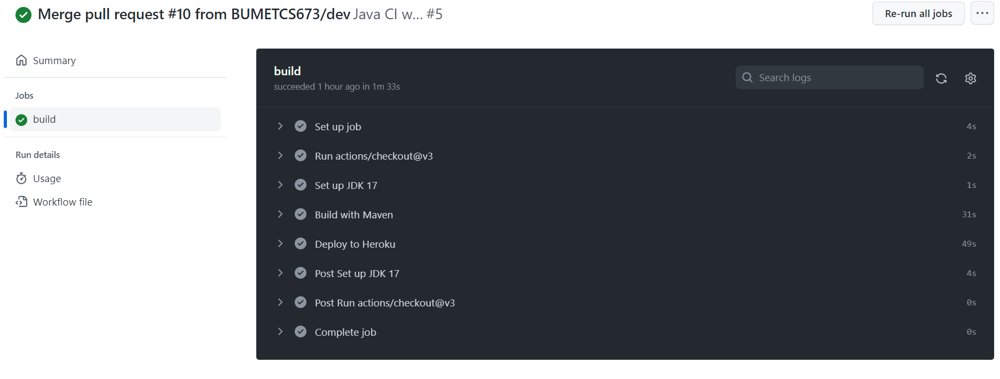 Merge pull request #10 from BUMETCS673/dev Java CI w... #5
Re-run all jobs
Summary
Jobs
build
Run details
Usage
Workflow file
build
succeeded 1 hour ago in 1m 33s
Search logs
Set up job 4s
Run actions/checkout@v3 2s
Set up JDK 17 1s
Build with Maven 31s
Deploy to Heroku 49s
Post Set up JDK 17 4s
Post Run actions/checkout@v3 0s
Complete job 0s